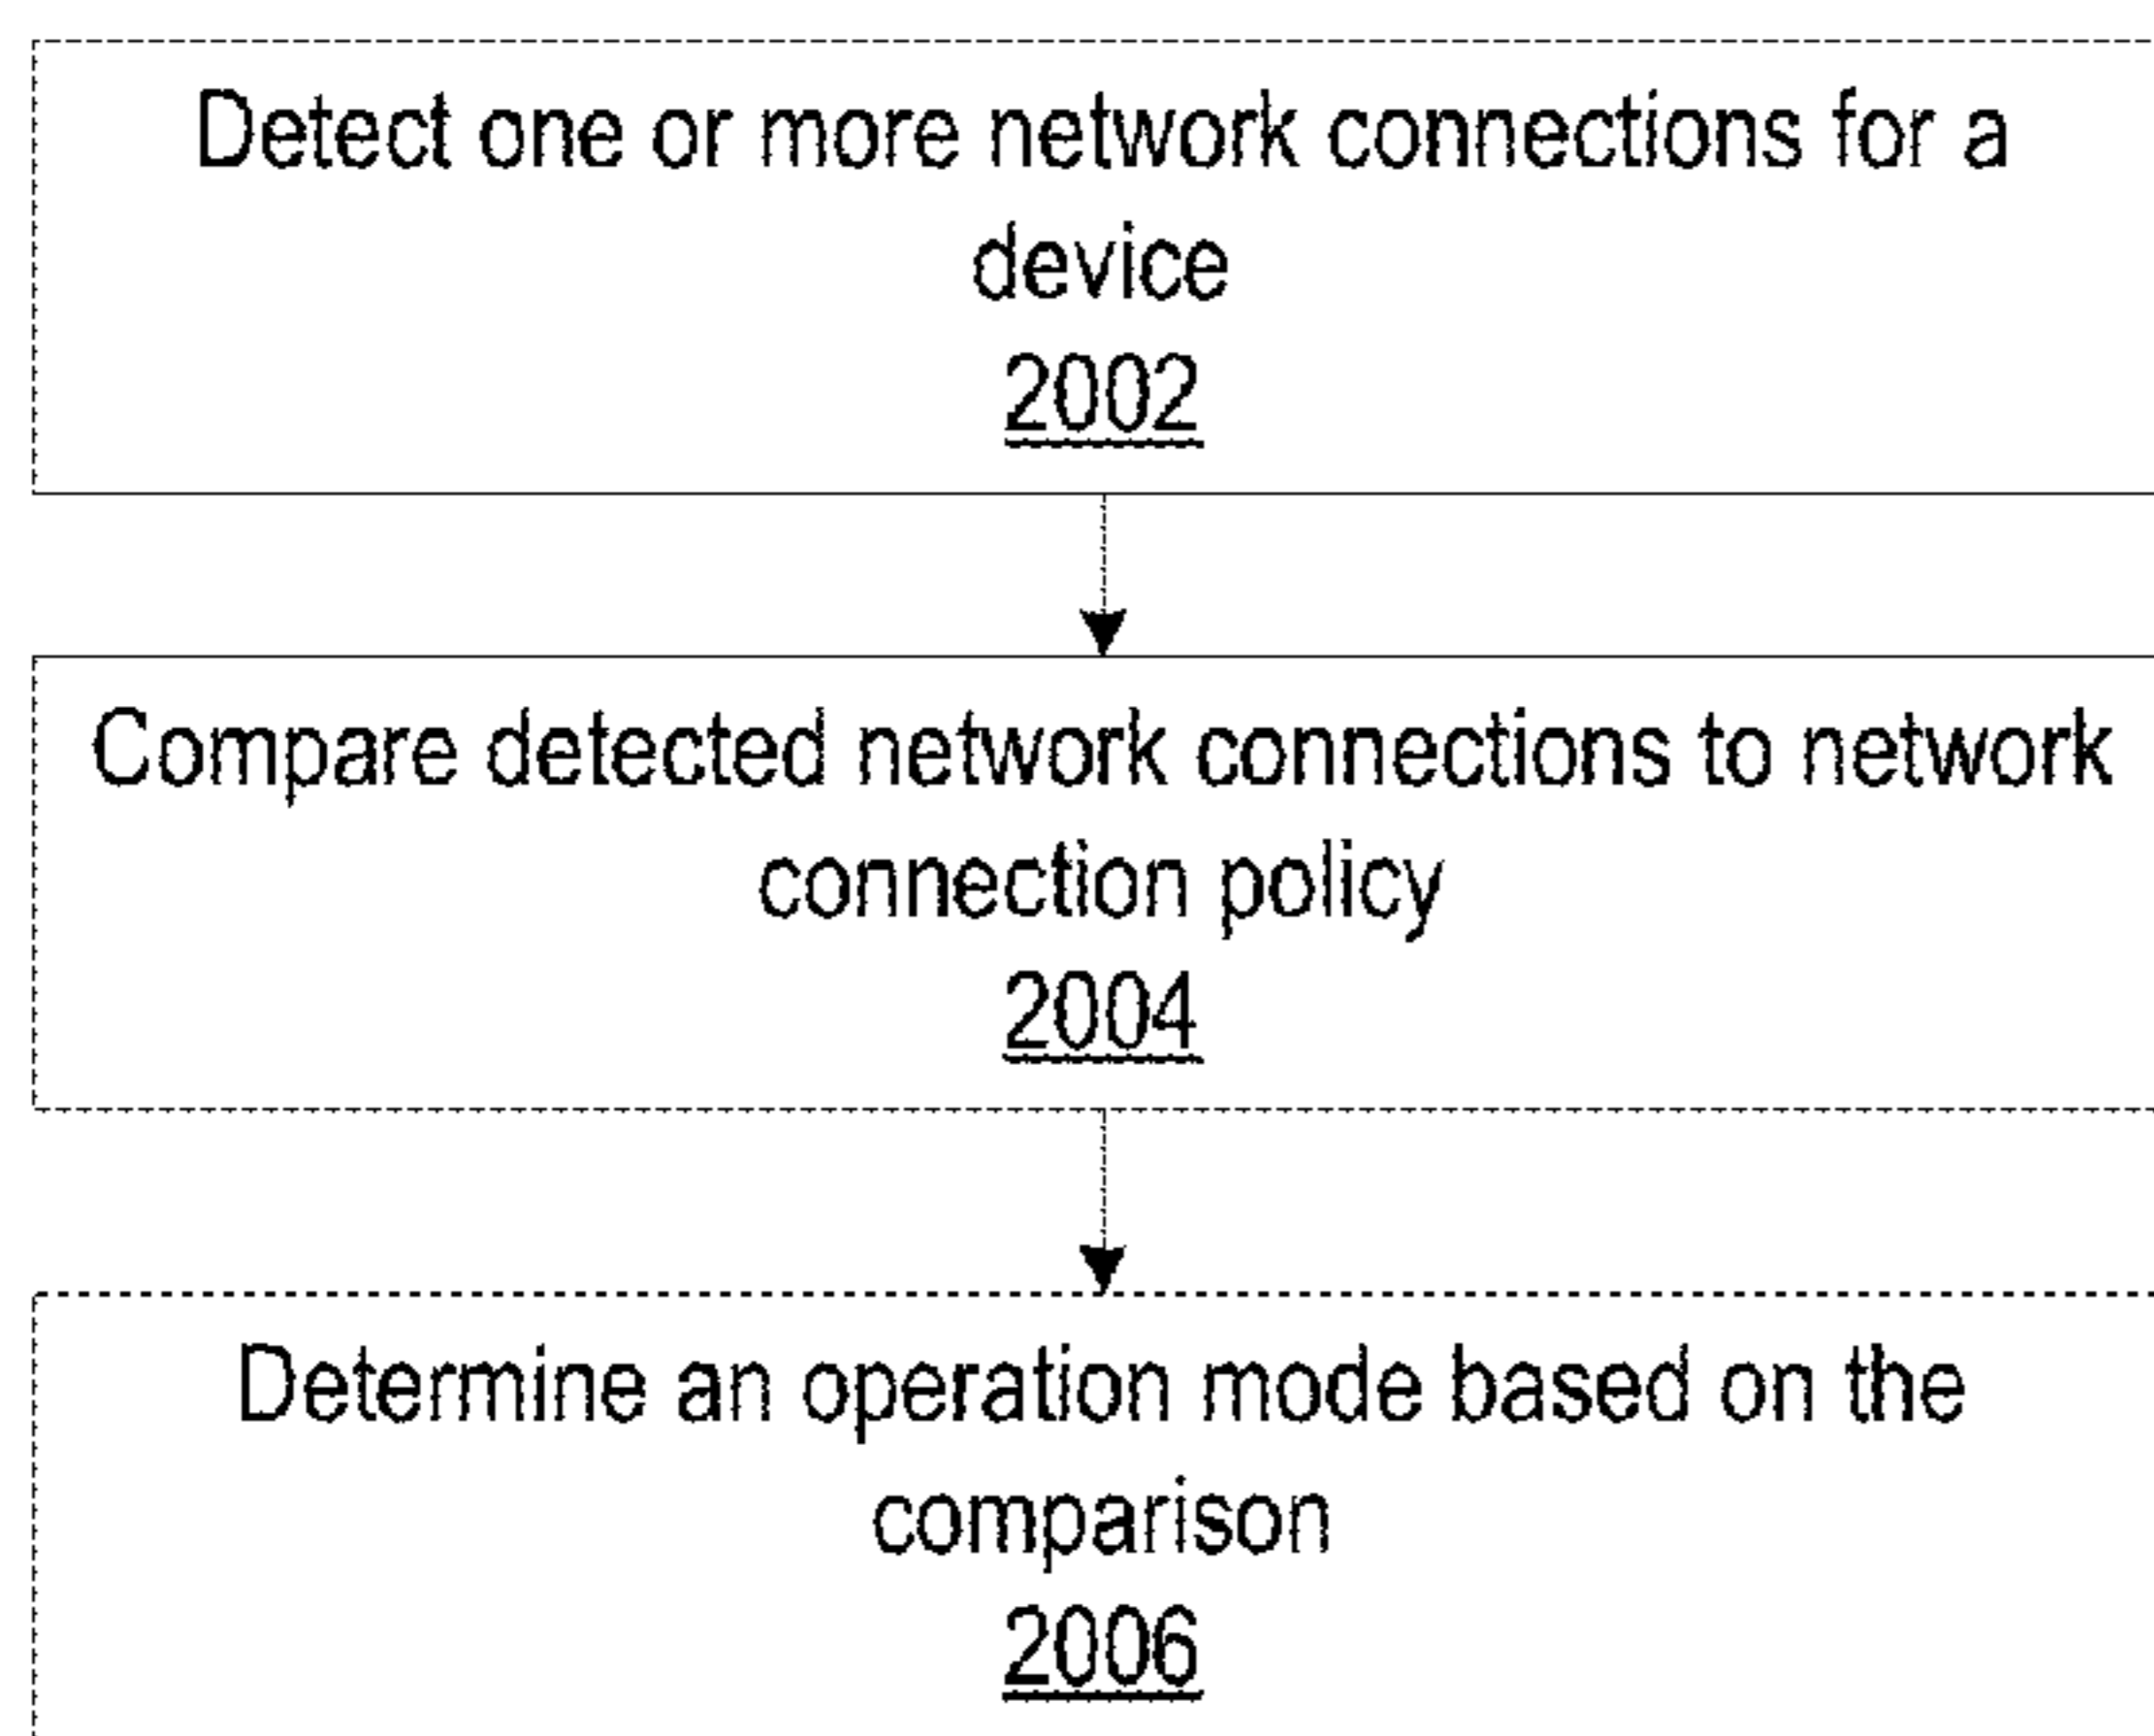 Detect one or more network connections for a
device
2002
Compare detected network connections to network
connection policy
2004
Determine an operation mode based on the
comparison
2006